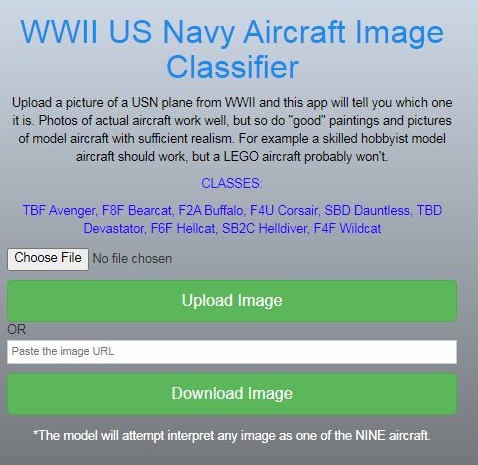 WWII US Navy Aircraft Image
Classifier
Upload a picture of a USN plane from WWII and this app will tell you which one
it is. Photos of actual aircraft work well, but so do "good" paintings and pictures
of model aircraft with sufficient realism. For example a skilled hobbyist model
aircraft should work, but a LEGO aircraft probably won't.
CLASSES:
TBF Avenger, F8F Bearcat, F2A Buffalo, F4U Corsair, SBD Dauntless, TBD
Devastator, F6F Hellcat, SB2C Helldiver, F4F Wildcat
Choose File No file chosen
Upload Image
OR
Paste the image URL
Download Image
*The model will attempt interpret any image as one of the NINE aircraft.